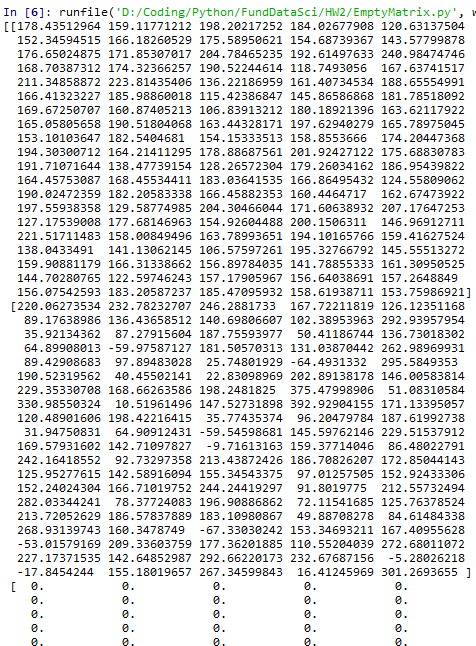 In [6]: runfile('D:/Coding/Python/FundDataSci/HW2/EmptyMatrix.py', w
[[178.43512964 159.11771212 198.20217252 184.02677908 120.63137504
152.34594515 166.18260529 175.58950621 154.68739367 143.57799878
176.65024875 171.85307017 204.78465235 192.61497633 240.98474746
168.70387312 174.32236257 190.52244614 118.7493056 167.63741517
211.34858872 223.81435406 136.22186959 161.40734534 188.65554991
166.41323227 185.98860018 115.42386847 145.86586868 181.78518092
169.67250707 160.87405213 106.83913212 180.18921396 163.62117922
165.05805658 190.51804068 163.44328171 197.62940279 165.78975045
153.10103647 182.5404681 154.15333513 158.8553666 174.20447368
194.30300712 164.21411295 178.88687561 201.92427122 175.68830783
191.71071644 138.47739154 128.26572304 179.26034162 186.95439822
164.45753087 168.45534411 183.03641535 166.86495432 124.55809062
190.02472359 182.20583338 166.45882353 160.4464717 162.67473922
197.55938358 129.58774985 204.30466044 171.60638932 207.17647253
127.17539008 177.68146963 154.92604488 200.1506311 146.96912711
221.51711483 158.00849496 163.78993651 194.10165766 159.41627524
138.0433491 141.13062145 106.57597261 195.32766792 145.55513272
159.90881179 166.31338662 156.89784035 141.78855333 161.30950525
144.70280765 122.59746243 157.17905967 156.64038691 157.2648849
156.07542593 183.20587237 185.47095932 158.61938711 153.75986921]
[220.06273534 232.78232707 246.2881733 167.72211819 126.12351168
89.17638986 136.43658512 140.69806607 102.38953963 292.93957954
35.92134362 87.27915604 187.75593977 50.41186744 136.73018302
64.89908013 -59.97587127 181.50570313 131.03870442 262.98969931
89.42908683 97.89483028 25.74801929 -64.4931332 295.5849353
190.52319562 40.45502141 22.83098969 202.89138178 146.00583814
229.35330708 168.66263586 198.2481825 375.47998906 51.08310584
330.98550324 10.51961496 147.52731898 392.92904155 171.13395057
120.48901606 198.42216415 35.77435374 96.20479784 187.61992738
31.94750831 64.90912431 -59.54598681 145.59762146 229.51537912
169.57931602 142.71097827 -9.71613163 159.37714046 86.48022791
242.16418552 92.73297358 213.43872426 186.70826207 172.85044143
125.95277615 142.58916094 155.34543375 97.01257505 152.92433306
152.24024304 166.71019752 244.24419297 91.8019775 212.55732494
282.03344241 78.37724083 196.90886862 72.11541685 125.76378524
213.72052629 186.57837889 183.10980867 49.88708278 84.61484338
268.93139743 160.3478749 -67.33030242 153.34693211 167.40955628
-53.01579169 209.33603759 177.36201885 110.55204039 272.68011072
227.17371535 142.64852987 292.66220173 232.67687156 -5.28026218
-17.8454244 155.18019657 267.34599843 16.41245969 301.2693655 ]
[ 0. 0. 0. 0. 0.
0. 0. 0. 0. 0.
0. 0. 0. 0. 0.
0. 0. 0. 0. 0.
0. 0. 0. 0. 0.